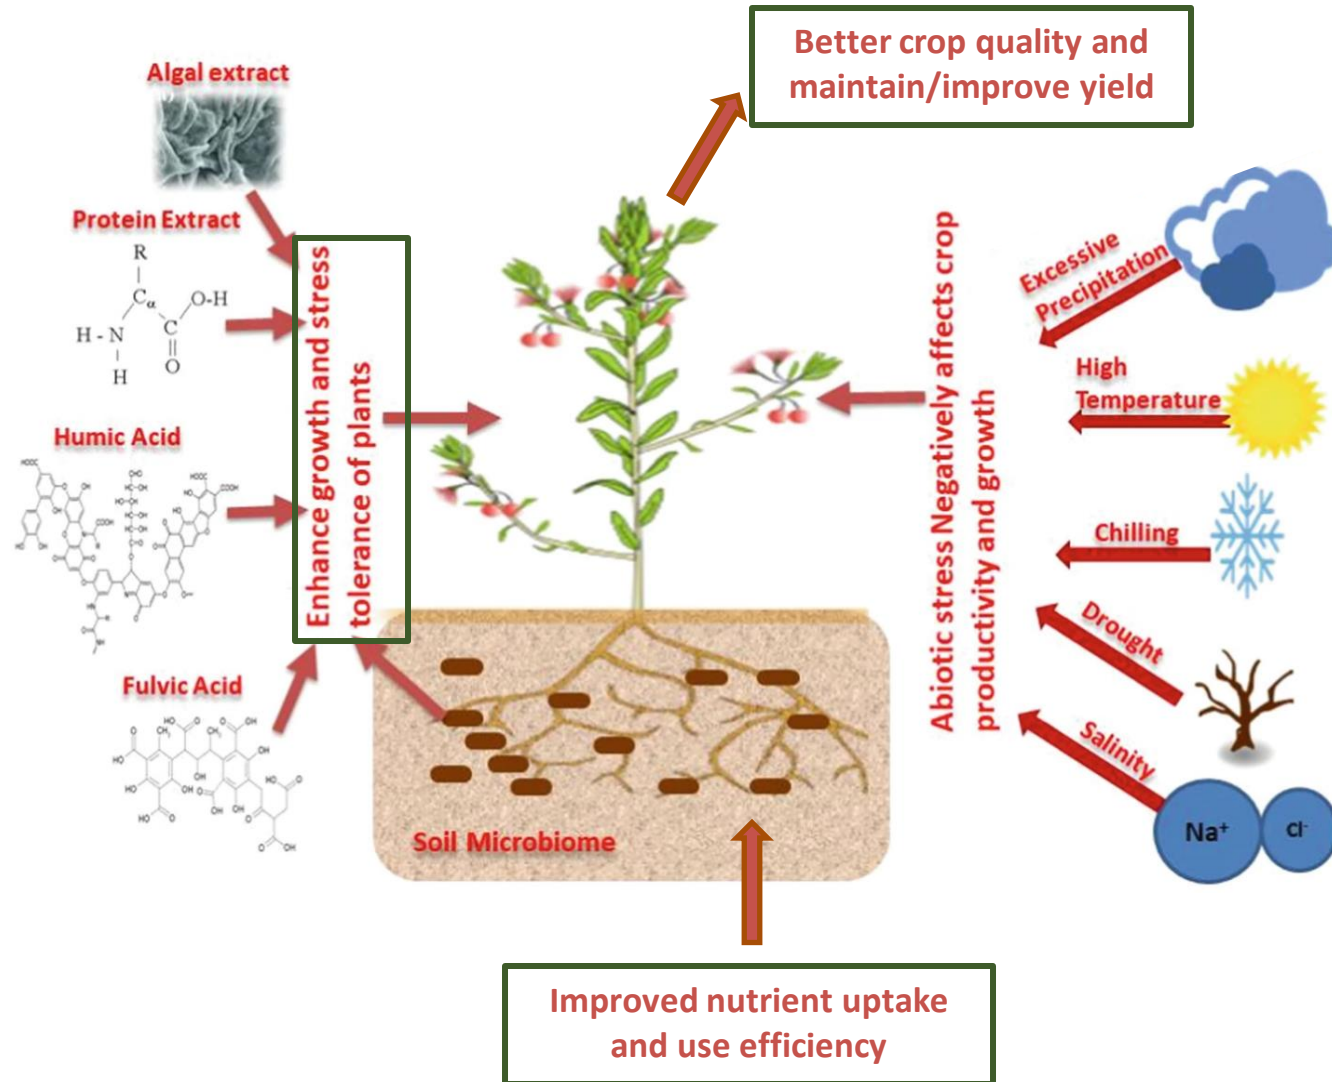 Better crop quality and
maintain/improve yield
Algal extract
Protein Extract
R
Cα
O-H
H - N
C
H
O
Humic Acid
Fulvic Acid
Enhance growth and stress
tolerance of plants
Abiotic stress Negatively affects crop
productivity and growth
Excessive
Precipitation
High
Temperature
Chilling
Drought
Salinity
Na⁺
Cl⁻
Soil Microbiome
Improved nutrient uptake
and use efficiency